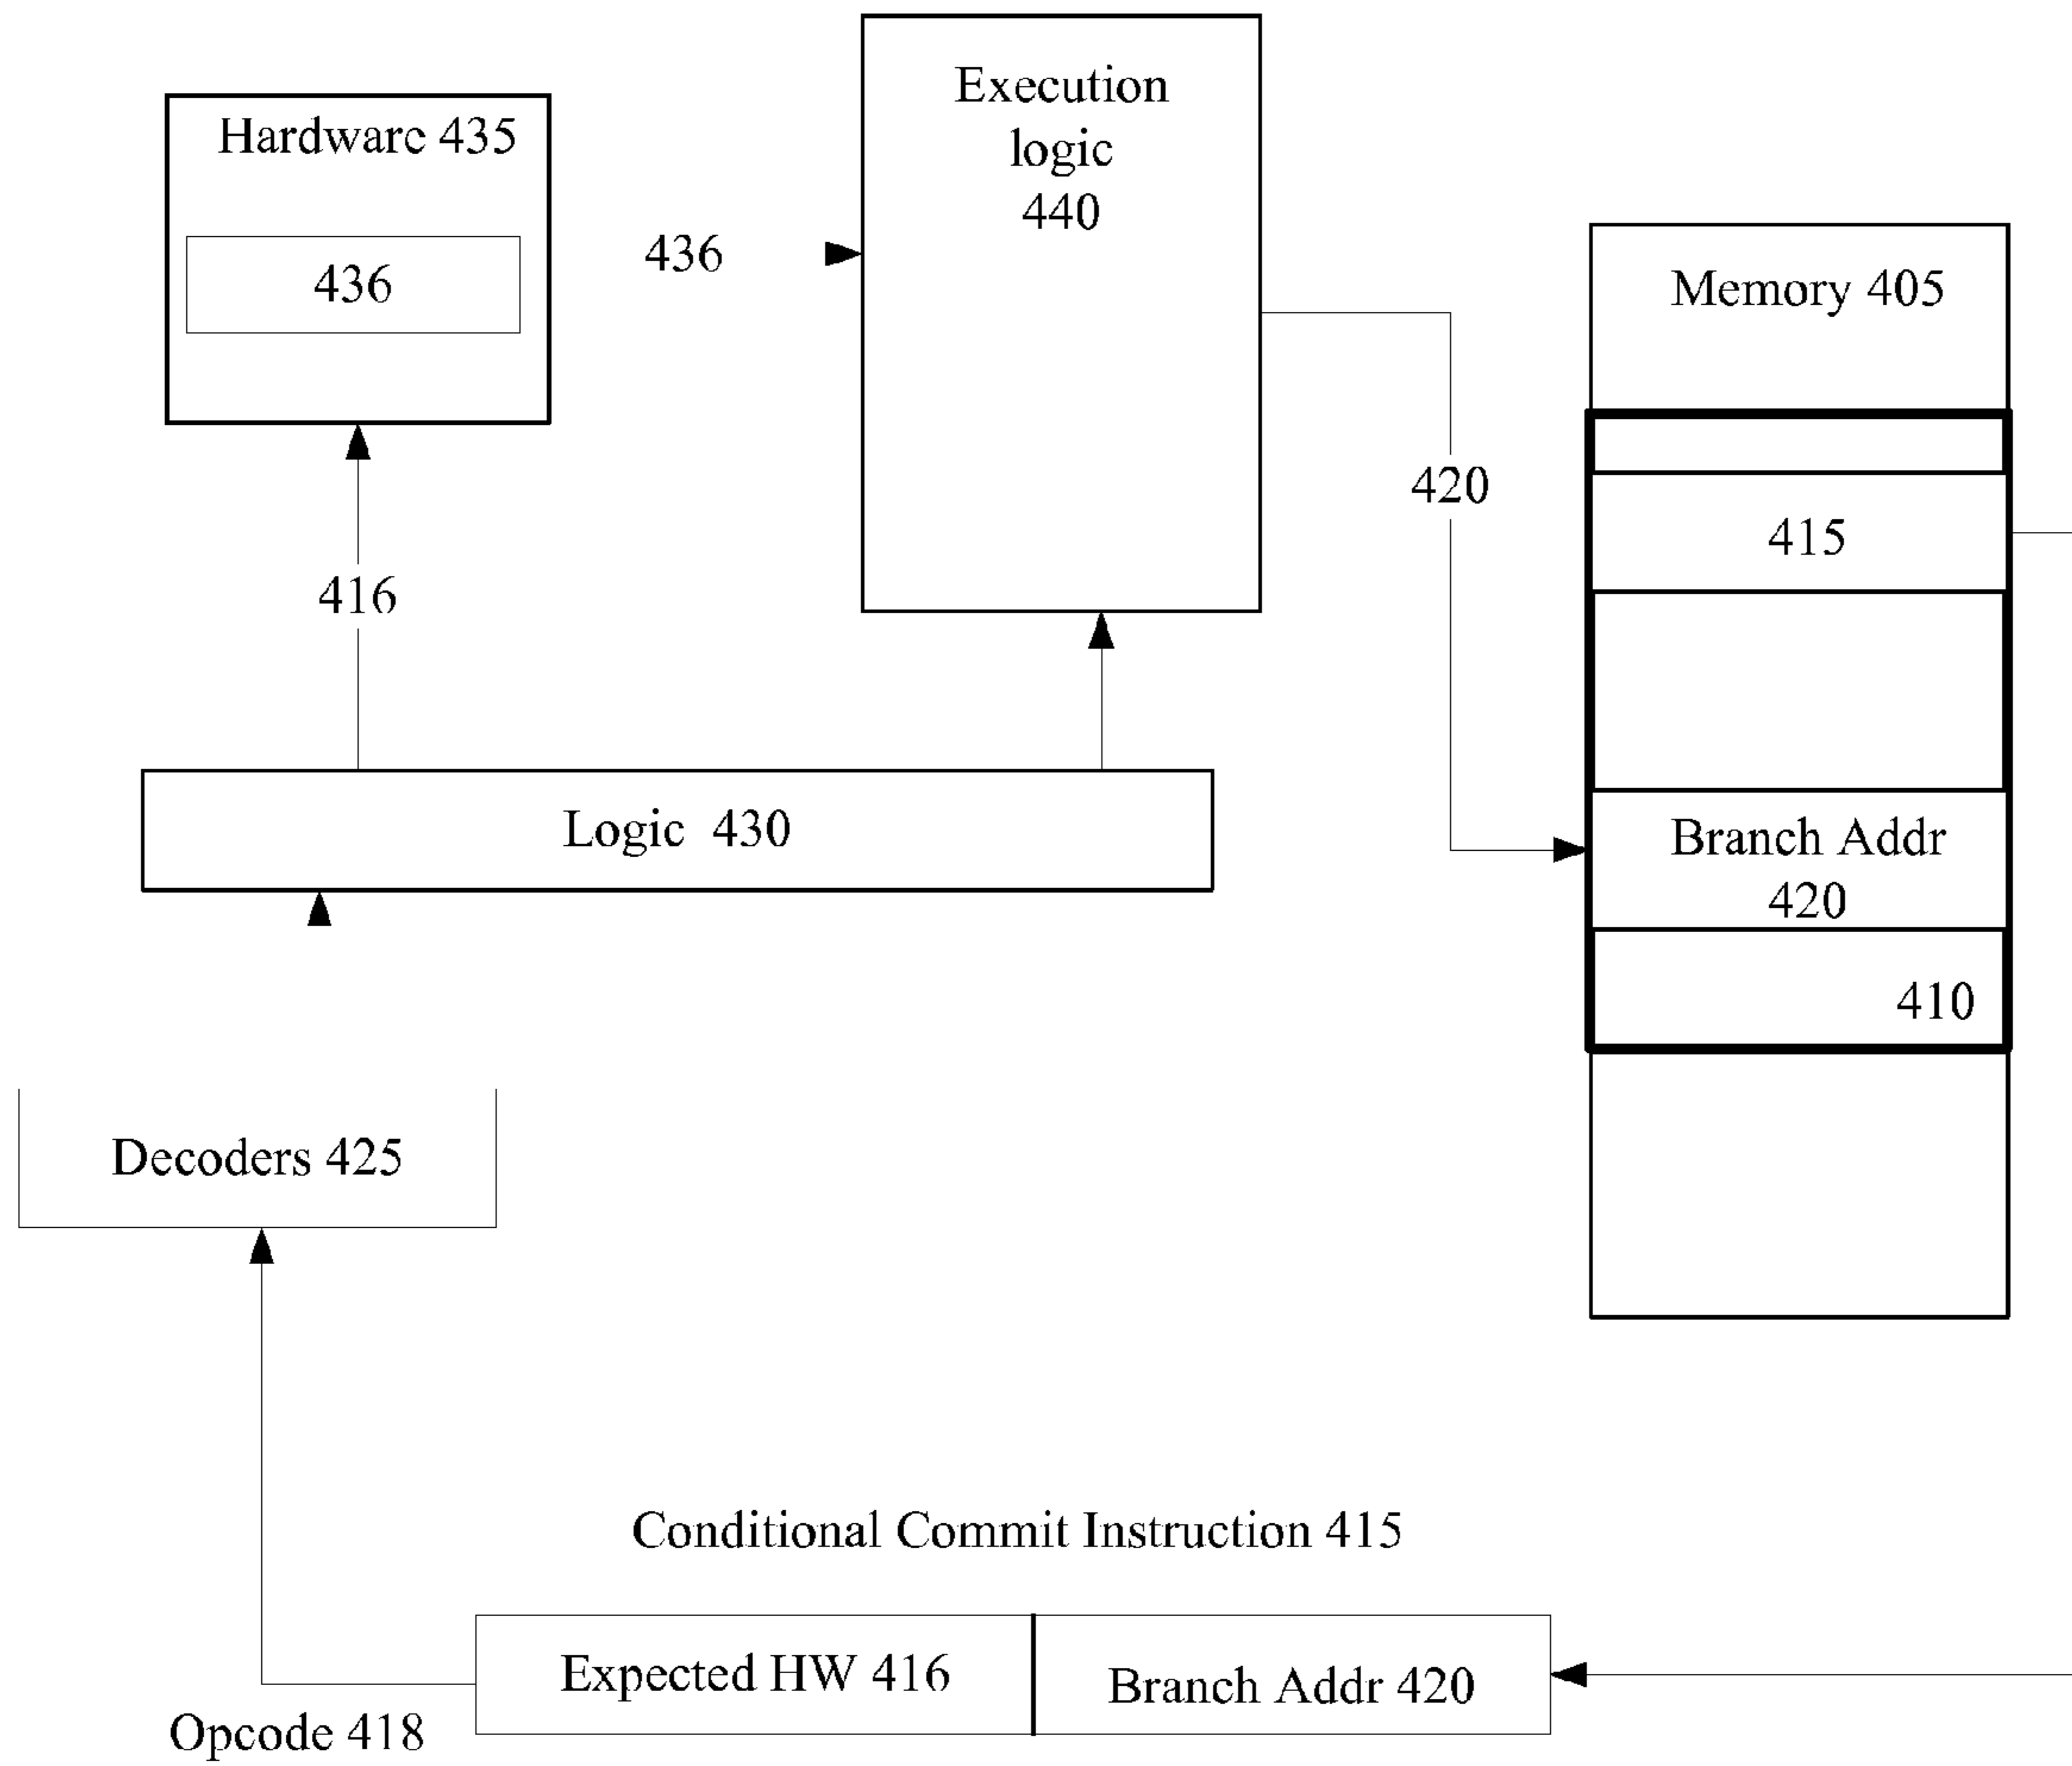 Execution
logic
440
Hardware 435
436
436
Memory 405
420
415
416
Logic 430
Branch Addr
420
410
Decoders 425
Conditional Commit Instruction 415
Expected HW 416
Branch Addr 420
Opcode 418